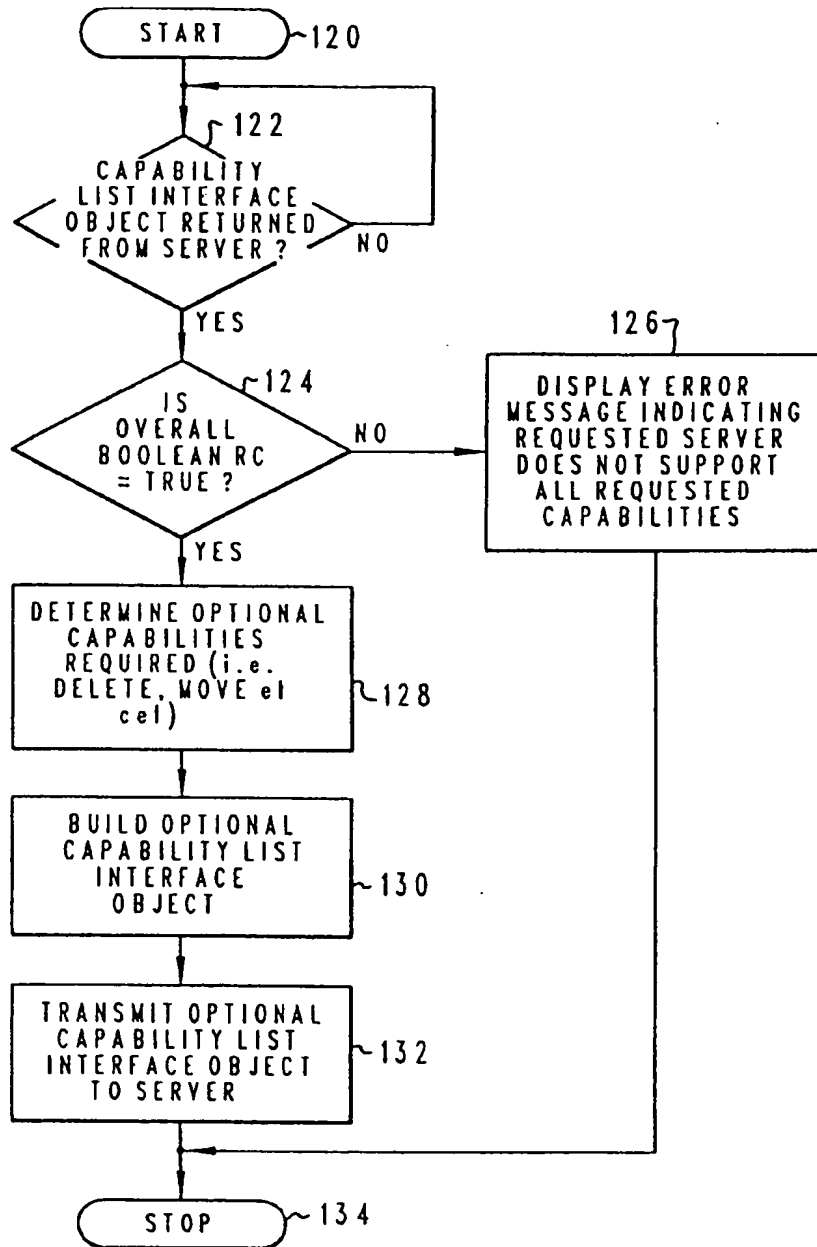 START
120
122
CAPABILITY
LIST INTERFACE
OBJECT RETURNED
FROM SERVER ?
NO
YES
124
IS
OVERALL
BOOLEAN RC
= TRUE ?
NO
126
DISPLAY ERROR
MESSAGE INDICATING
REQUESTED SERVER
DOES NOT SUPPORT
ALL REQUESTED
CAPABILITIES
YES
DETERMINE OPTIONAL
CAPABILITIES
REQUIRED (i.e.
DELETE, MOVE et
cet)
128
BUILD OPTIONAL
CAPABILITY LIST
INTERFACE
OBJECT
130
TRANSMIT OPTIONAL
CAPABILITY LIST
INTERFACE OBJECT
TO SERVER
132
STOP
134